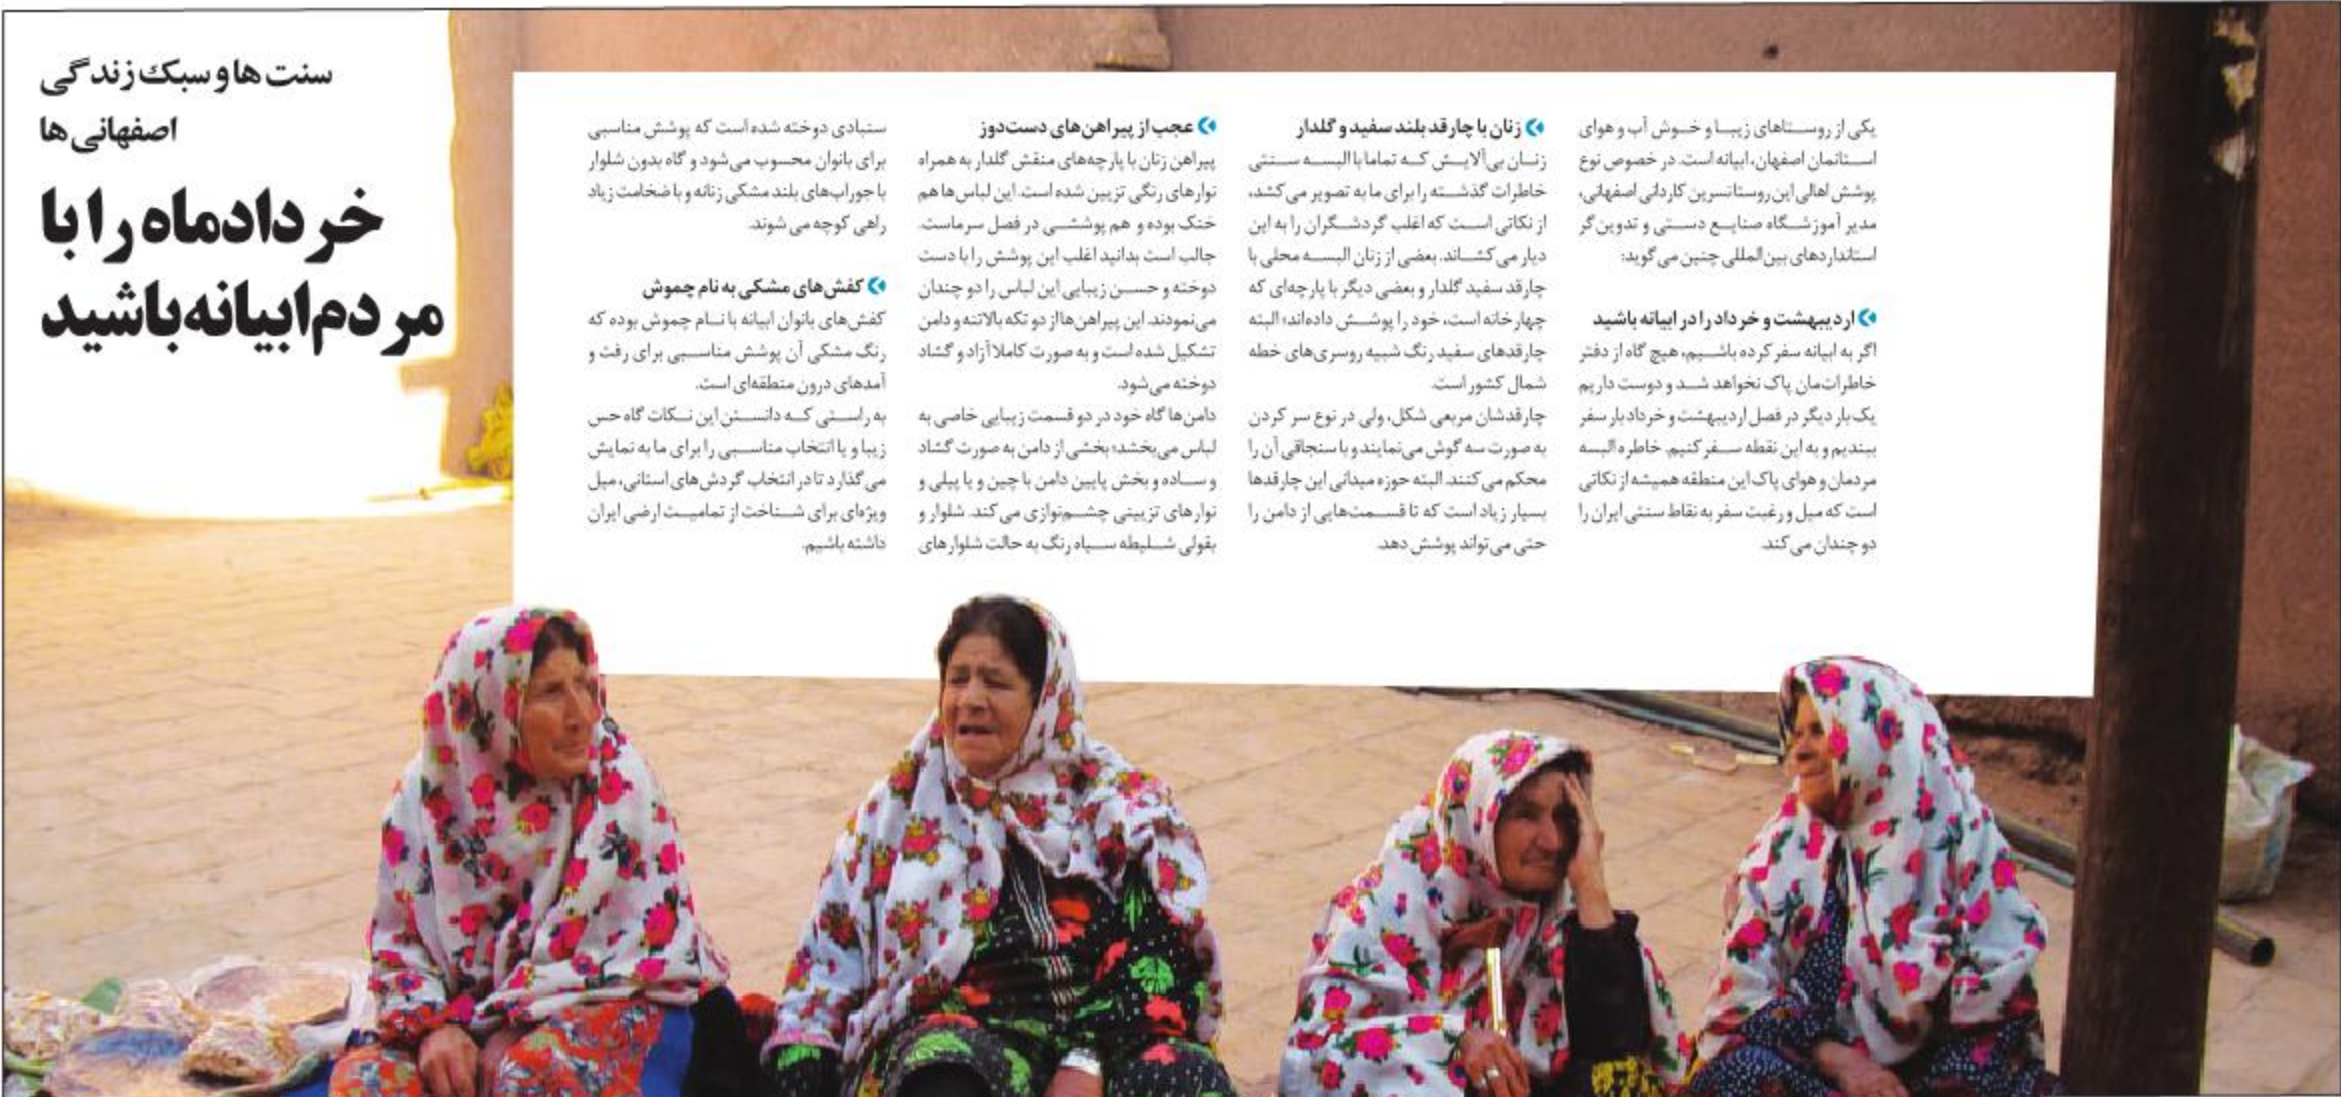 سنت ها و سبک زندگی
اصفهانی ها
خردادماه را با
مردم ابیانه باشید
یکی از روستاهای زیبا و خوش آب و هوای
استانمان اصفهان، ابیانه است. در خصوص نوع
پوشش اهالی این روستا نسرین کاردانی اصفهانی،
مدیر آموزشگاه صنایع دستی و تدوین گر
استانداردهای بین‌المللی چنین می گوید:
اردیبهشت و خرداد را در ابیانه باشید
اگر به ابیانه سفر کرده باشیم، هیچ گاه از دفتر
خاطرات‌مان پاک نخواهد شد و دوست داریم
یک بار دیگر در فصل اردیبهشت و خرداد بار سفر
ببندیم و به این نقطه سفر کنیم. خاطره البسه
مردمان و هوای پاک این منطقه همیشه از نکاتی
است که میل و رغبت سفر به نقاط سنتی ایران را
دو چندان می کند.
زنان با چارقد بلند سفید و گلدار
زنان بی‌آلایش که تماما با البسه سنتی
خاطرات گذشته را برای ما به تصویر می کشد،
از نکاتی است که اغلب گردشگران را به این
دیار می کشاند. بعضی از زنان البسه محلی با
چارقد سفید گلدار و بعضی دیگر با پارچه‌ای که
چهارخانه است، خود را پوشش داده‌اند؛ البته
چارقدهای سفید رنگ شبیه روسری‌های خطه
شمال کشور است.
چارقدشان مربعی شکل، ولی در نوع سر کردن
به صورت سه گوش می‌نمایند و با سنجاقی آن را
محکم می کنند. البته حوزه میدانی این چارقدها
بسیار زیاد است که تا قسمت‌هایی از دامن را
حتی می‌تواند پوشش دهد.
عجب از پیراهن‌های دست‌دوز
پیراهن زنان با پارچه‌های منقش گلدار به همراه
نوارهای رنگی تزیین شده است. این لباس‌ها هم
خنک بوده و هم پوششی در فصل سرماست.
جالب است بدانید اغلب این پوشش را با دست
دوخته و حسن زیبایی این لباس را دو چندان
می‌نمودند. این پیراهن‌ها از دو تکه بالاتنه و دامن
تشکیل شده است و به صورت کاملا آزاد و گشاد
دوخته می‌شود.
دامن‌ها گاه خود در دو قسمت زیبایی خاصی به
لباس می‌بخشد؛ بخشی از دامن به صورت گشاد
و ساده و بخش پایین دامن با چین و یا پیلی و
نوارهای تزیینی چشم‌نوازی می کند. شلوار و
بقولی شلیطه سیاه رنگ به حالت شلوارهای
سنبادی دوخته شده است که پوشش مناسبی
برای بانوان محسوب می‌شود و گاه بدون شلوار
با جوراب‌های بلند مشکی زنانه و با ضخامت زیاد
راهی کوچه می شوند.
کفش‌های مشکی به نام چموش
کفش‌های بانوان ابیانه با نام چموش بوده که
رنگ مشکی آن پوشش مناسبی برای رفت و
آمدهای درون منطقه‌ای است.
به راستی که دانستن این نکات گاه حس
زیبا و یا انتخاب مناسبی را برای ما به نمایش
می گذارد تا در انتخاب گردش‌های استانی، میل
ویژه‌ای برای شناخت از تمامیت ارضی ایران
داشته باشیم.